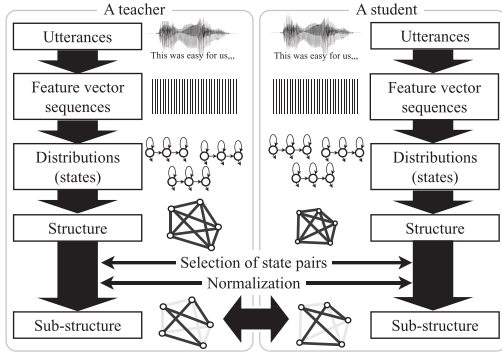 A teacher
Utterances
This was easy for us,,,
Feature vector
sequences
Distributions
(states)
Structure
Sub-structure
A student
Utterances
This was easy for us,,,
Feature vector
sequences
Distributions
(states)
Structure
Sub-structure
Selection of state pairs
Normalization